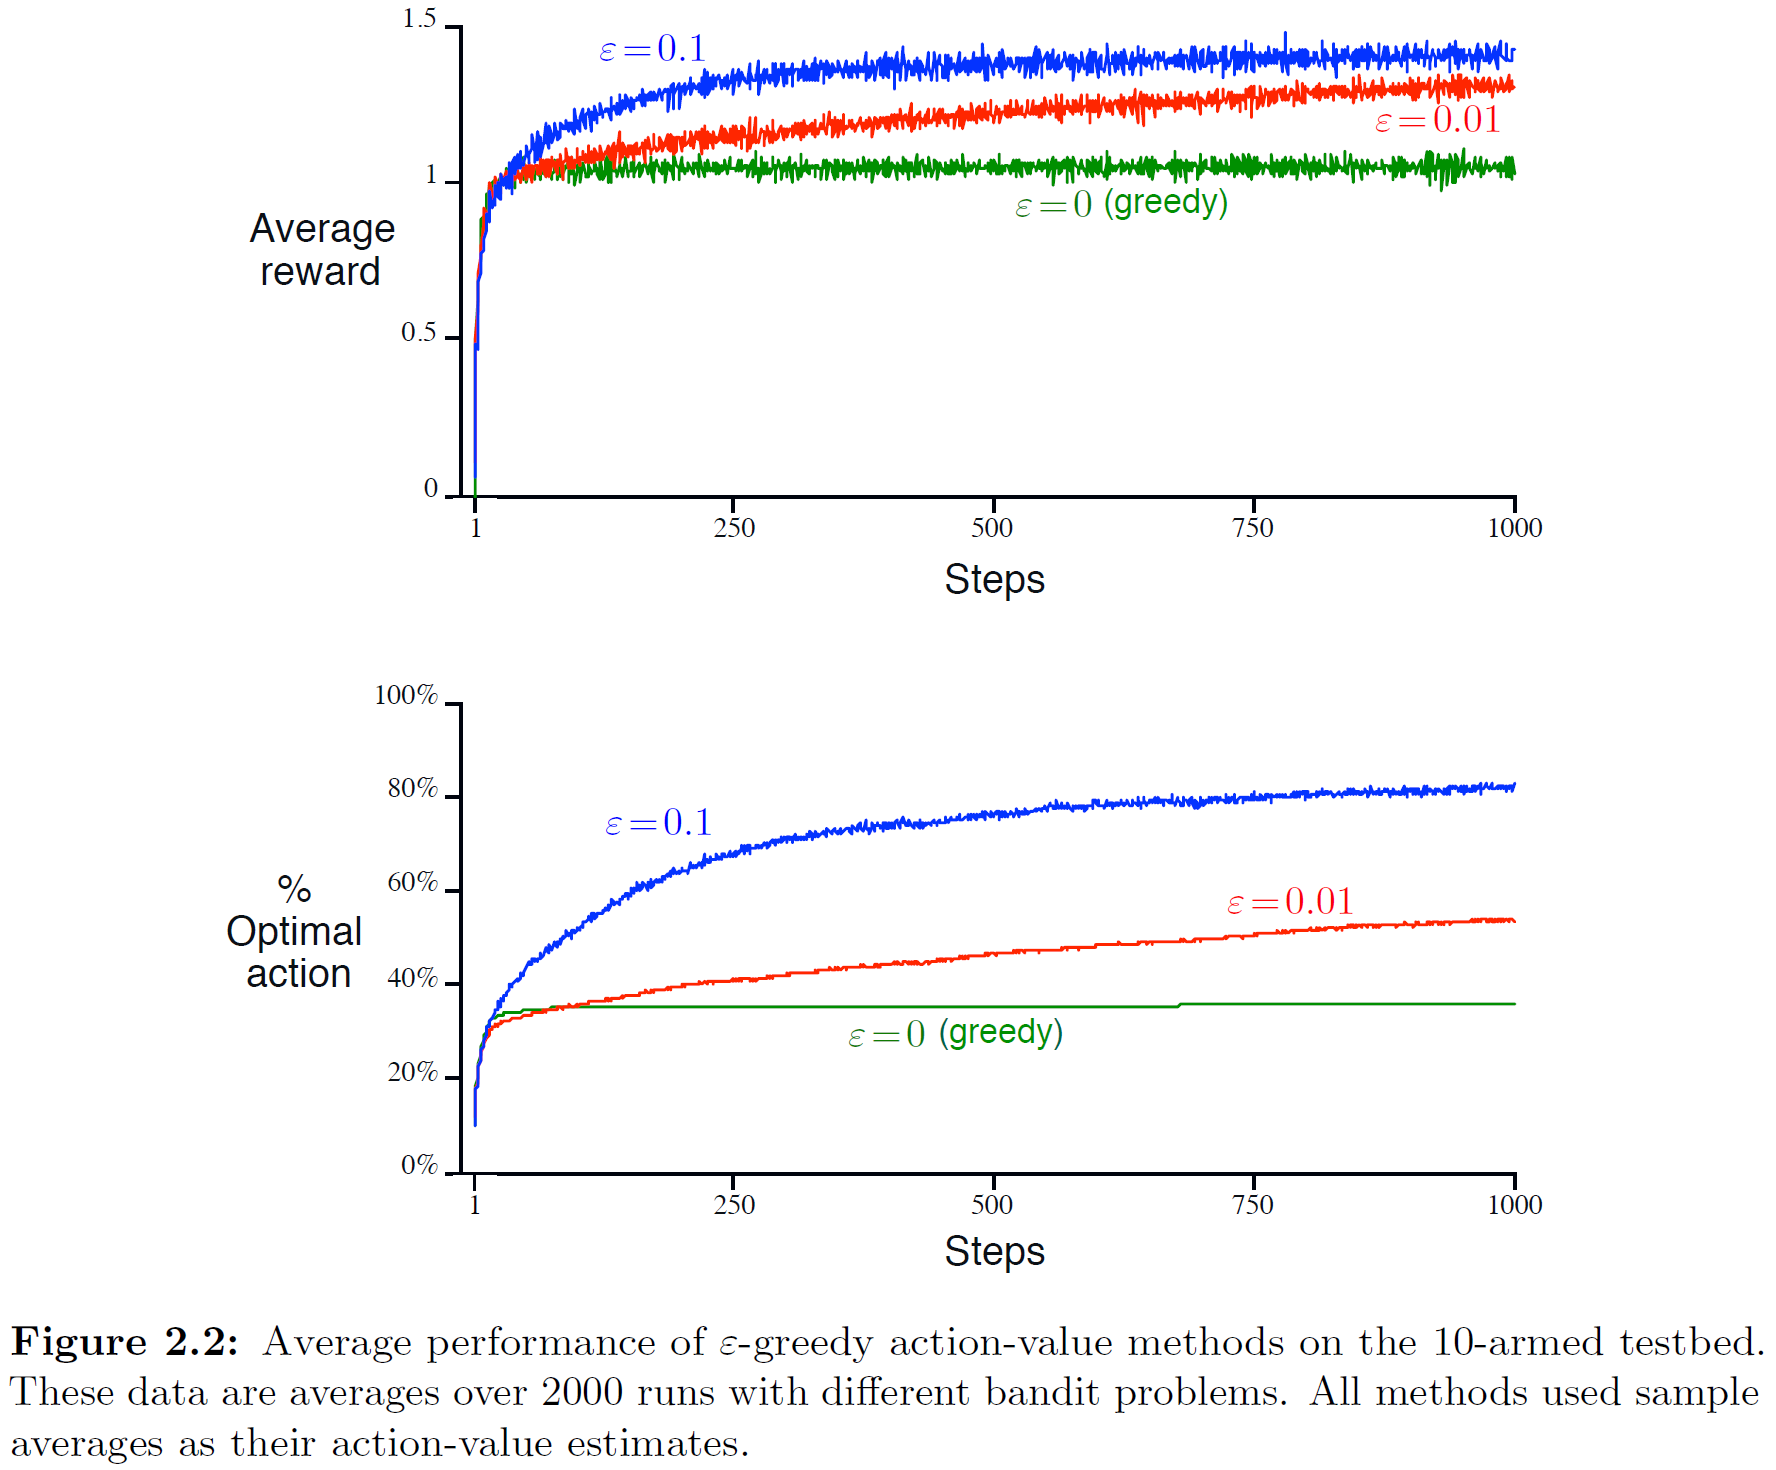 1.5
ε = 0.1
1
ε = 0.01
ε = 0 (greedy)
Average
reward
0.5
0
1 250 500 750 1000
Steps
100%
80%
ε = 0.1
60%
%
Optimal
action
ε = 0.01
40%
ε = 0 (greedy)
20%
0%
1 250 500 750 1000
Steps
Figure 2.2: Average performance of ε-greedy action-value methods on the 10-armed testbed.
These data are averages over 2000 runs with different bandit problems. All methods used sample
averages as their action-value estimates.